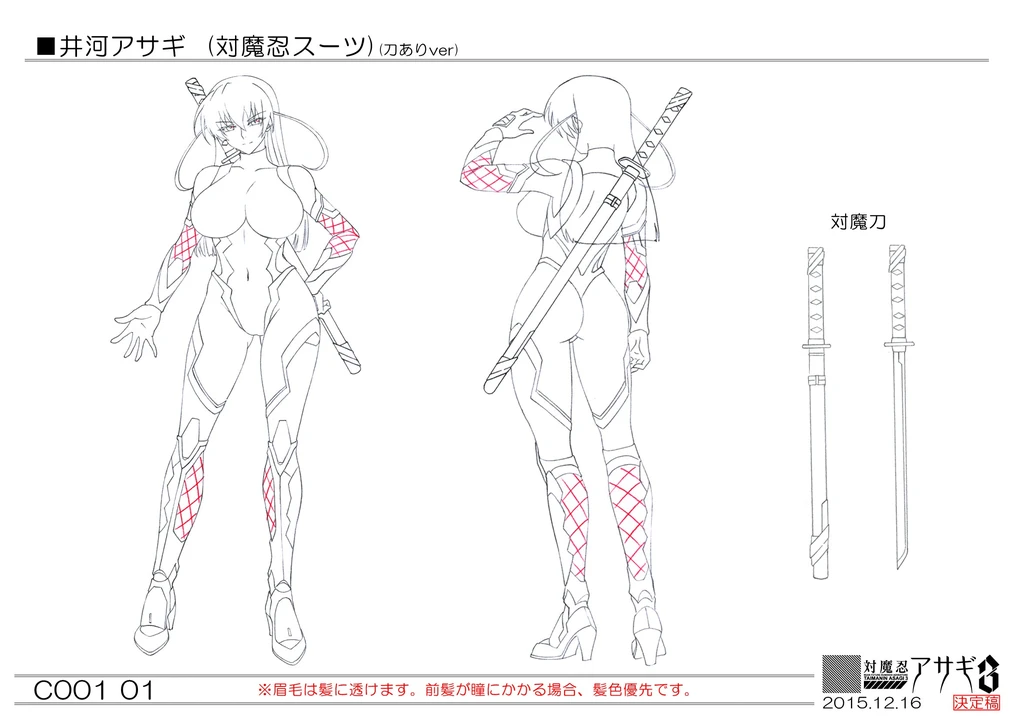 ■井河アサギ （対魔忍スーツ）(刀ありver)
対魔刀
C001 01
※眉毛は髪に透けます。前髪が瞳にかかる場合、髪色優先です。
対魔忍アサギ3
TAIMANIN ASAGI 3
2015.12.16
決定稿